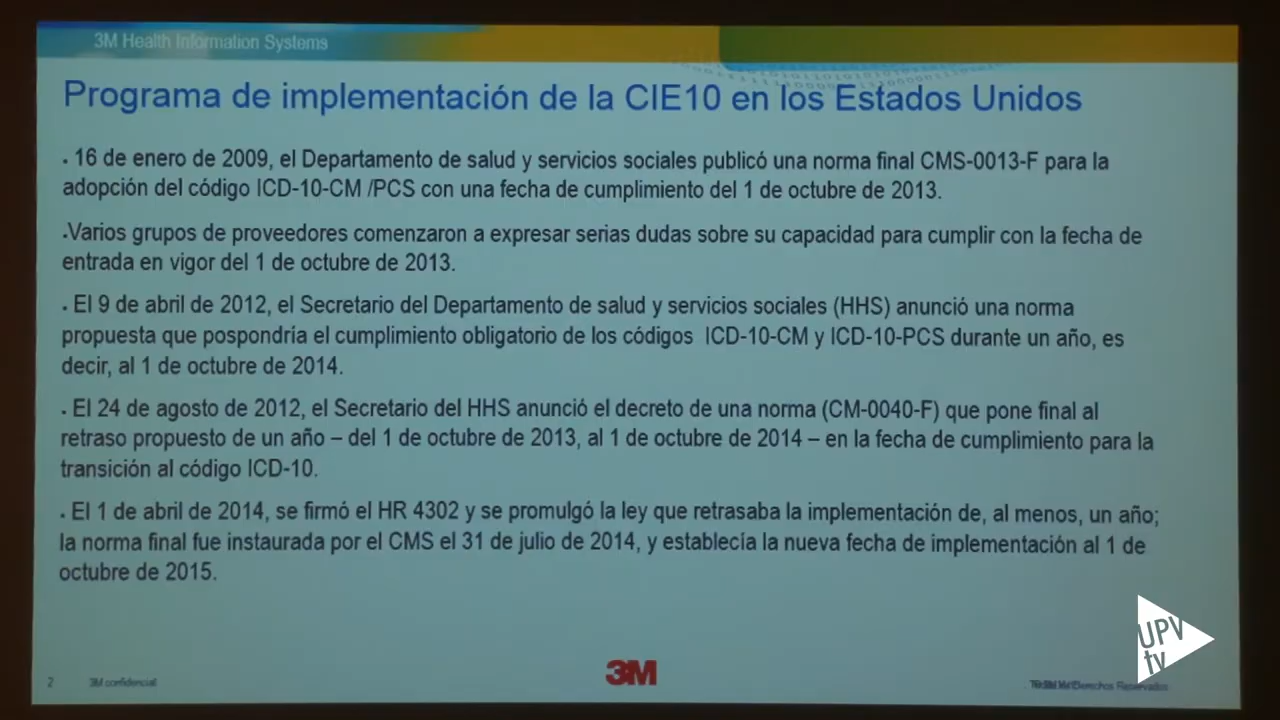 3M Health Information Systems
Programa de implementación de la CIE10 en los Estados Unidos
. 16 de enero de 2009, el Departamento de salud y servicios sociales publicó una norma final CMS-0013-F para la
adopción del código ICD-10-CM /PCS con una fecha de cumplimiento del 1 de octubre de 2013.
.Varios grupos de proveedores comenzaron a expresar serias dudas sobre su capacidad para cumplir con la fecha de
entrada en vigor del 1 de octubre de 2013.
. El 9 de abril de 2012, el Secretario del Departamento de salud y servicios sociales (HHS) anunció una norma
propuesta que pospondría el cumplimiento obligatorio de los códigos ICD-10-CM y ICD-10-PCS durante un año, es
decir, al 1 de octubre de 2014.
. El 24 de agosto de 2012, el Secretario del HHS anunció el decreto de una norma (CM-0040-F) que pone final al
retraso propuesto de un año – del 1 de octubre de 2013, al 1 de octubre de 2014 – en la fecha de cumplimiento para la
transición al código ICD-10.
. El 1 de abril de 2014, se firmó el HR 4302 y se promulgó la ley que retrasaba la implementación de, al menos, un año;
la norma final fue instaurada por el CMS el 31 de julio de 2014, y establecía la nueva fecha de implementación al 1 de
octubre de 2015.
2
3M confidencial
3M
Derechos Reservados
UPV
tv